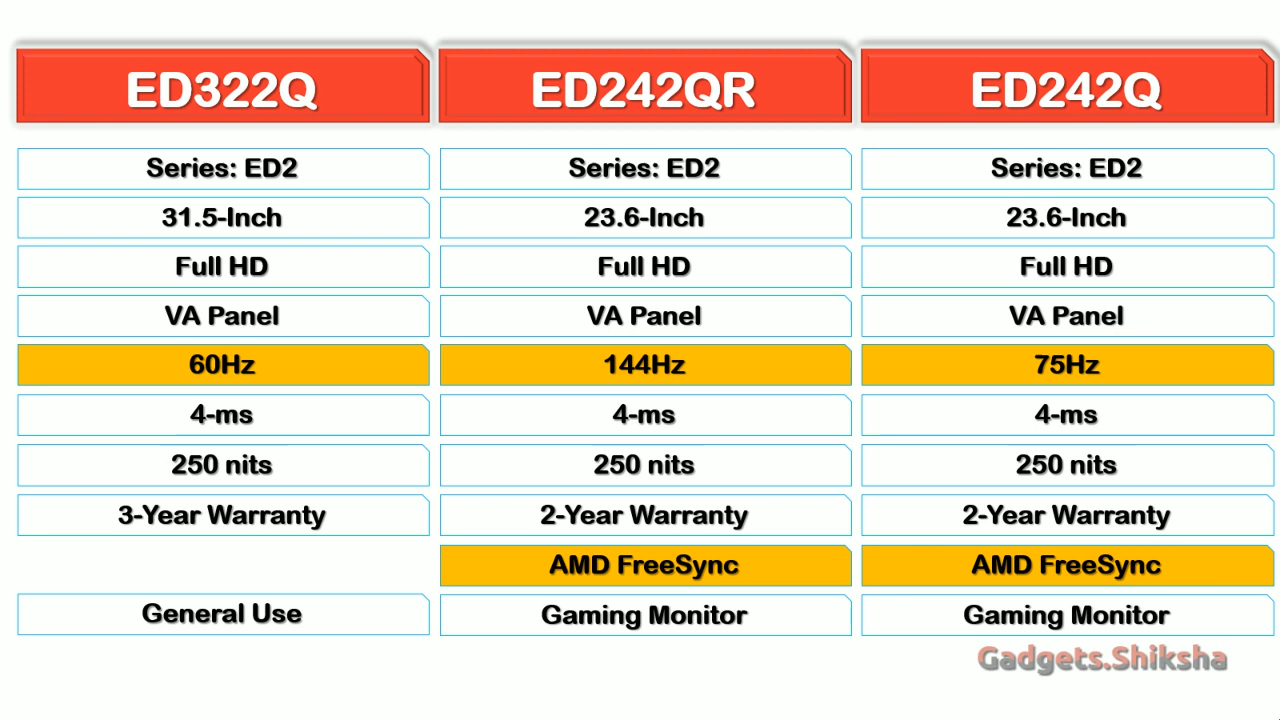 ED322Q ED242QR ED242Q
Series: ED2 Series: ED2 Series: ED2
31.5-Inch 23.6-Inch 23.6-Inch
Full HD Full HD Full HD
VA Panel VA Panel VA Panel
60Hz 144Hz 75Hz
4-ms 4-ms 4-ms
250 nits 250 nits 250 nits
3-Year Warranty 2-Year Warranty 2-Year Warranty
AMD FreeSync AMD FreeSync
General Use Gaming Monitor Gaming Monitor
Gadgets.Shiksha